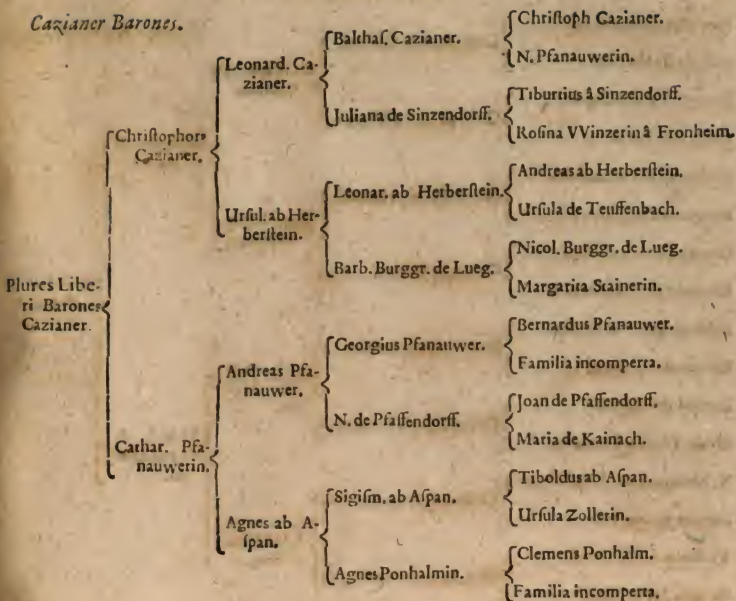 Cazianer Barones.
Plures Libe-
ri Barones
Cazianer.
Chriſtophor9
Cazianer.
Cathar. Pfa-
nauwerin.
Leonard. Ca-
zianer.
Urſul. ab Her-
berſtein.
Andreas Pfa-
nauwer.
Agnes ab A-
ſpan.
Balthaſ. Cazianer.
Juliana de Sinzendorff.
Leonar. ab Herberſtein.
Barb. Burggr. de Lueg.
Georgius Pfanauwer.
N. de Pfaffendorff.
Sigiſm. ab Aſpan.
Agnes Ponhalmin.
Chriſtoph Cazianer.
N. Pfanauwerin.
Tiburtius â Sinzendorff.
Roſina VVinzerin â Fronheim.
Andreas ab Herberſtein.
Urſula de Teuffenbach.
Nicol. Burggr. de Lueg.
Margarita Stainerin.
Bernardus Pfanauwer.
Familia incomperta.
Joan de Pfaffendorff.
Maria de Kainach.
Tiboldus ab Aſpan.
Urſula Zollerin.
Clemens Ponhalm.
Familia incomperta.